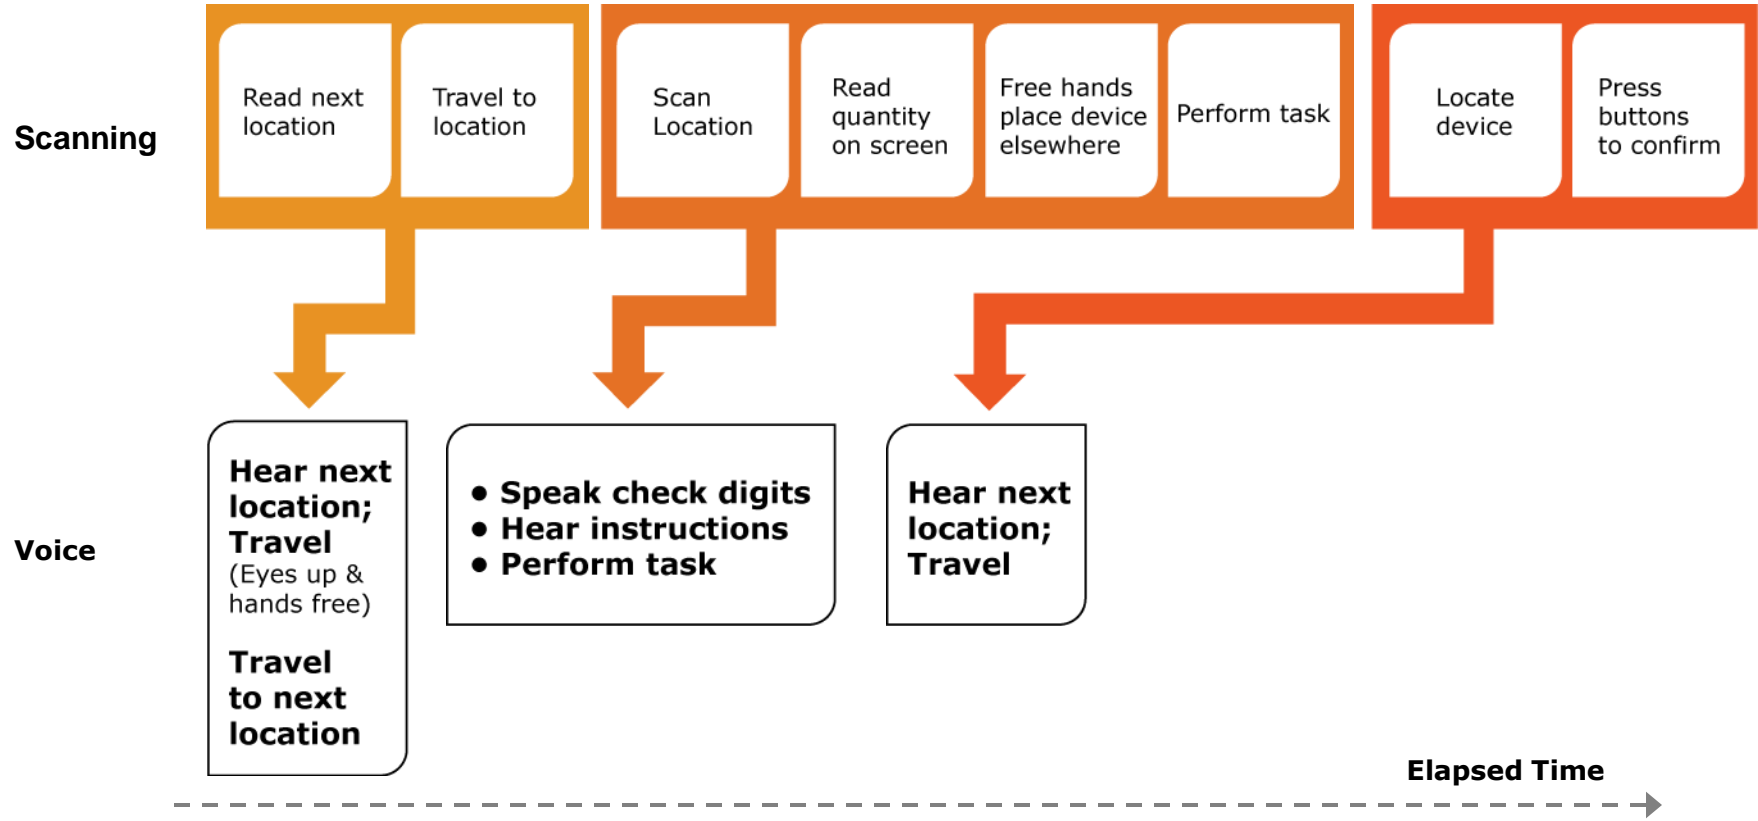 Scanning
Read next
location
Travel to
location
Scan
Location
Read
quantity
on screen
Free hands
place device
elsewhere
Perform task
Locate
device
Press
buttons
to confirm
Voice
Hear next
location;
Travel
(Eyes up &
hands free)
Travel
to next
location
● Speak check digits
● Hear instructions
● Perform task
Hear next
location;
Travel
Elapsed Time